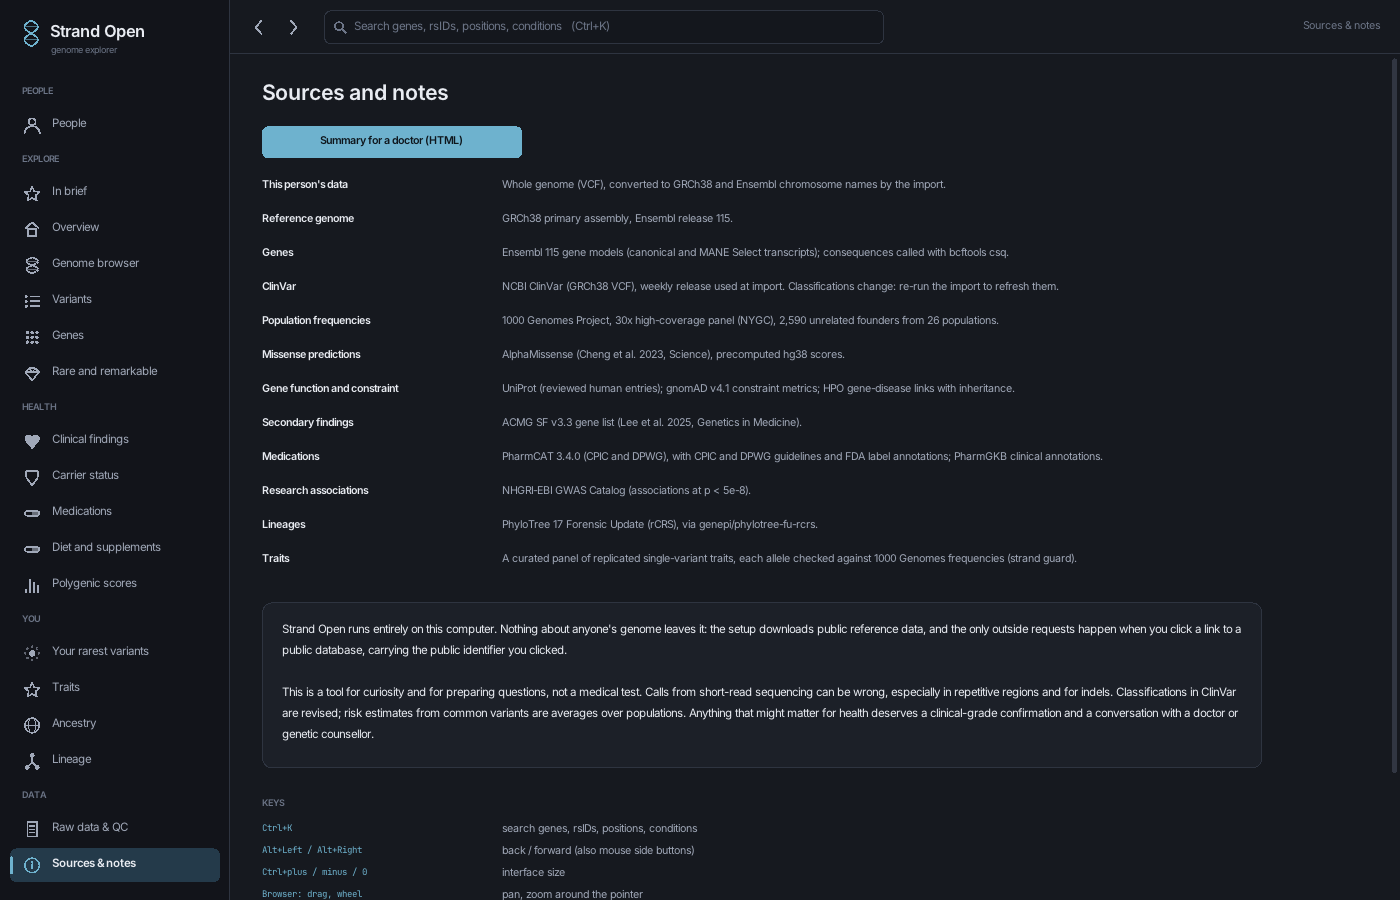 Strand Open
genome explorer
PEOPLE
People
EXPLORE
In brief
Overview
Genome browser
Variants
Genes
Rare and remarkable
HEALTH
Clinical findings
Carrier status
Medications
Diet and supplements
Polygenic scores
YOU
Your rarest variants
Traits
Ancestry
Lineage
DATA
Raw data & QC
Sources & notes
Search genes, rsIDs, positions, conditions (Ctrl+K)
Sources & notes
Sources and notes
Summary for a doctor (HTML)
This person's data Whole genome (VCF), converted to GRCh38 and Ensembl chromosome names by the import.
Reference genome GRCh38 primary assembly, Ensembl release 115.
Genes Ensembl 115 gene models (canonical and MANE Select transcripts); consequences called with bcftools csq.
ClinVar NCBI ClinVar (GRCh38 VCF), weekly release used at import. Classifications change: re-run the import to refresh them.
Population frequencies 1000 Genomes Project, 30x high-coverage panel (NYGC), 2,590 unrelated founders from 26 populations.
Missense predictions AlphaMissense (Cheng et al. 2023, Science), precomputed hg38 scores.
Gene function and constraint UniProt (reviewed human entries); gnomAD v4.1 constraint metrics; HPO gene-disease links with inheritance.
Secondary findings ACMG SF v3.3 gene list (Lee et al. 2025, Genetics in Medicine).
Medications PharmCAT 3.4.0 (CPIC and DPWG), with CPIC and DPWG guidelines and FDA label annotations; PharmGKB clinical annotations.
Research associations NHGRI-EBI GWAS Catalog (associations at p < 5e-8).
Lineages PhyloTree 17 Forensic Update (rCRS), via genepi/phylotree-fu-rcrs.
Traits A curated panel of replicated single-variant traits, each allele checked against 1000 Genomes frequencies (strand guard).
Strand Open runs entirely on this computer. Nothing about anyone's genome leaves it: the setup downloads public reference data, and the only outside requests happen when you click a link to a
public database, carrying the public identifier you clicked.
This is a tool for curiosity and for preparing questions, not a medical test. Calls from short-read sequencing can be wrong, especially in repetitive regions and for indels. Classifications in ClinVar
are revised; risk estimates from common variants are averages over populations. Anything that might matter for health deserves a clinical-grade confirmation and a conversation with a doctor or
genetic counsellor.
KEYS
Ctrl+K search genes, rsIDs, positions, conditions
Alt+Left / Alt+Right back / forward (also mouse side buttons)
Ctrl+plus / minus / 0 interface size
Browser: drag, wheel pan, zoom around the pointer